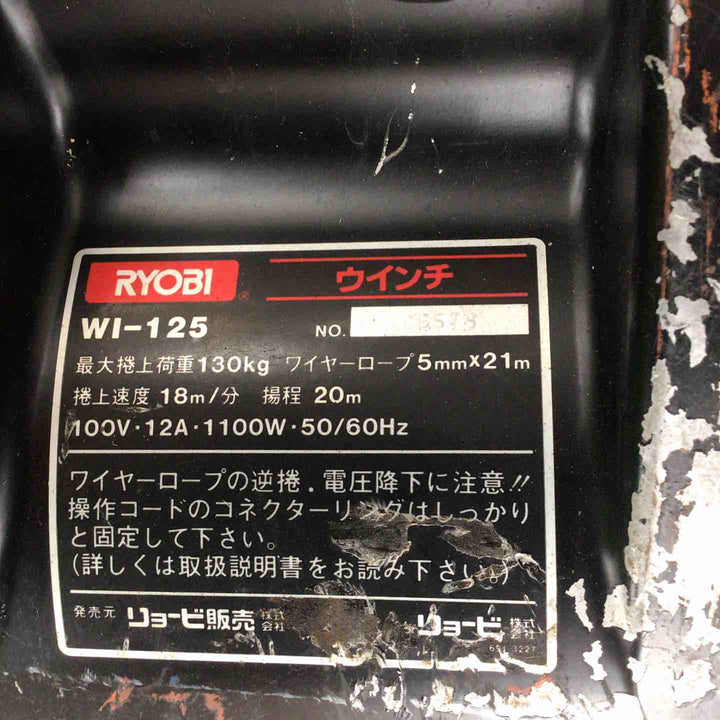 RYOBI ® ウインチ
WI-125 NO.
最大捲上荷重130kg ワイヤーロープ5mm×21m
捲上速度 18m/分 揚程 20m
100V・12A・1100W・50/60Hz
ワイヤーロープの逆捲.電圧降下に注意!!
操作コードのコネクターリングはしっかり
と固定して下さい。
(詳しくは取扱説明書をお読み下さい。)
発売元 リョービ販売株式会社 リョービ株式会社